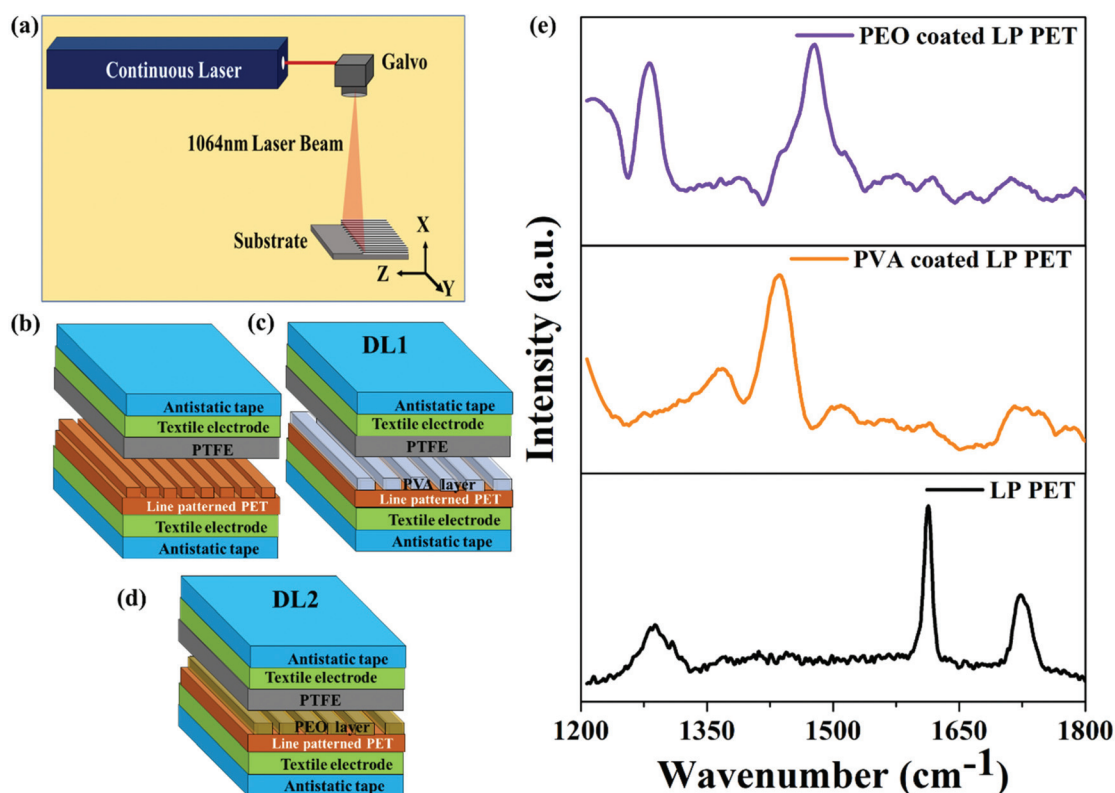 (a)
Continuous Laser
Galvo
1064nm Laser Beam
Substrate
X
Z
Y
(b)
Antistatic tape
Textile electrode
PTFE
Line patterned PET
Textile electrode
Antistatic tape
(c)
DL1
Antistatic tape
Textile electrode
PTFE
PVA layer
Line patterned PET
Textile electrode
Antistatic tape
(d)
DL2
Antistatic tape
Textile electrode
PTFE
PEO layer
Line patterned PET
Textile electrode
Antistatic tape
(e)
PEO coated LP PET
PVA coated LP PET
LP PET
Intensity (a.u.)
1200 1350 1500 1650 1800
Wavenumber (cm⁻¹)